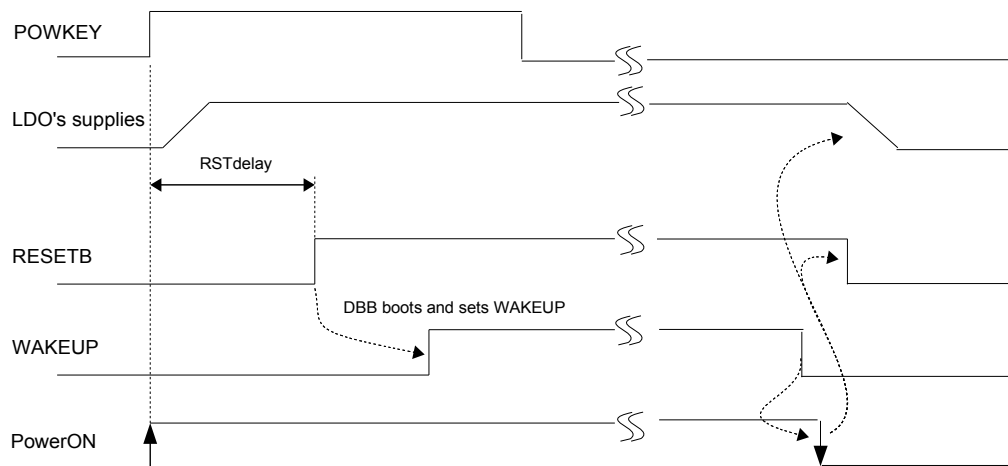 POWKEY
LDO's supplies
RSTdelay
RESETB
DBB boots and sets WAKEUP
WAKEUP
PowerON